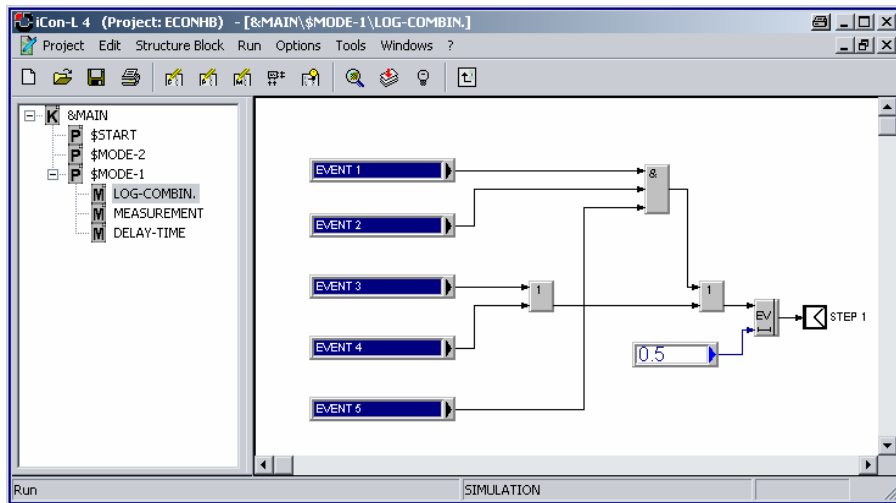 iCon-L 4 (Project: ECONHB) - [&MAIN\$MODE-1\LOG-COMBIN.]
Project Edit Structure Block Run Options Tools Windows ?
K &MAIN
P $START
P $MODE-2
P $MODE-1
M LOG-COMBIN.
M MEASUREMENT
M DELAY-TIME
EVENT 1
&
EVENT 2
EVENT 3
1
1
EV
STEP 1
EVENT 4
0.5
EVENT 5
Run
SIMULATION